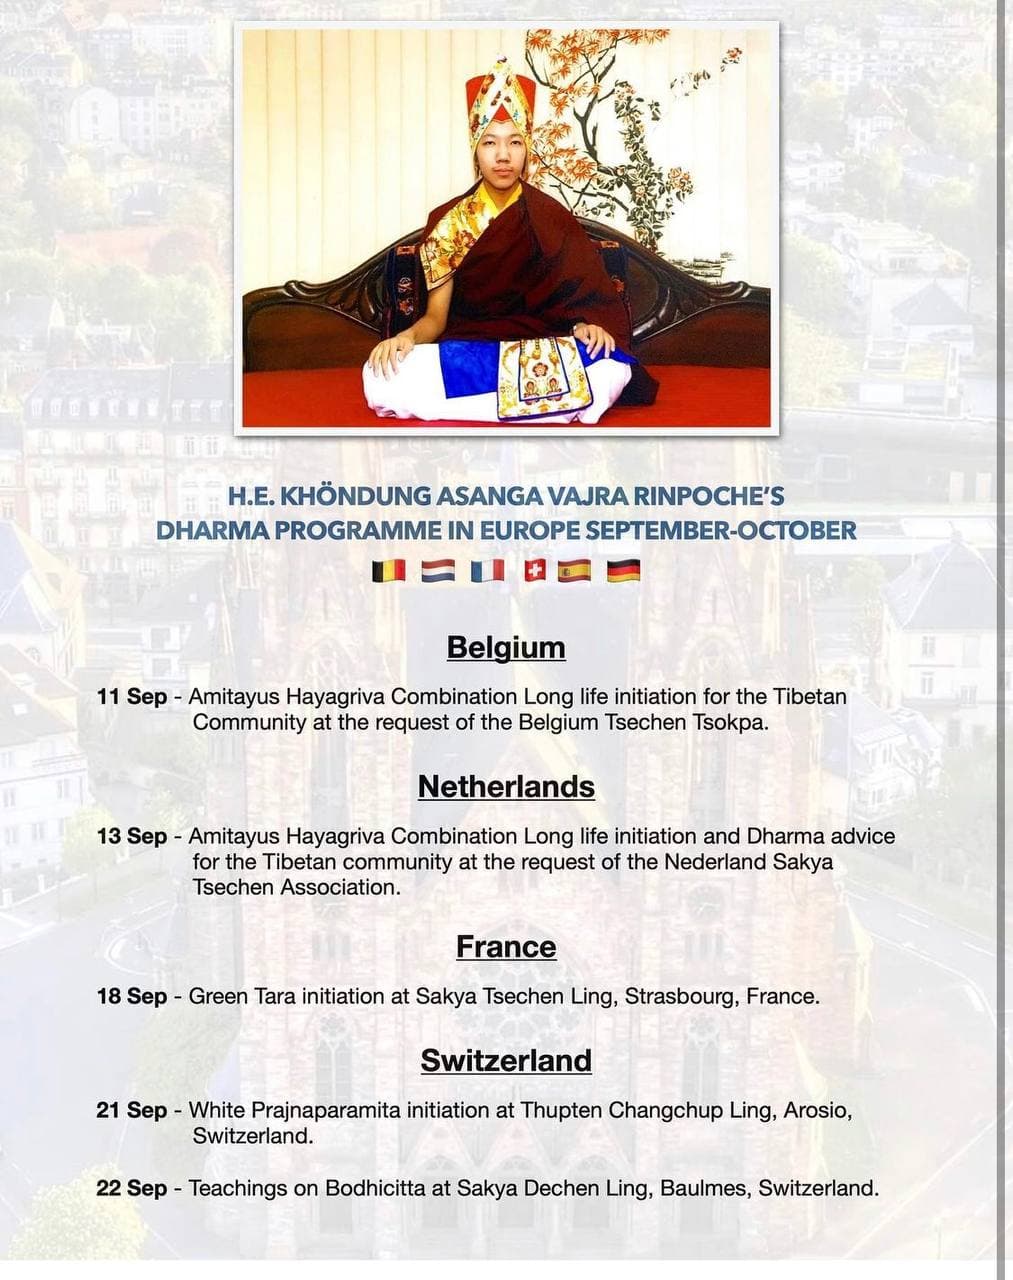 H.E. KHÖNDUNG ASANGA VAJRA RINPOCHE'S
DHARMA PROGRAMME IN EUROPE SEPTEMBER-OCTOBER
Belgium
11 Sep - Amitayus Hayagriva Combination Long life initiation for the Tibetan
Community at the request of the Belgium Tsechen Tsokpa.
Netherlands
13 Sep - Amitayus Hayagriva Combination Long life initiation and Dharma advice
for the Tibetan community at the request of the Nederland Sakya
Tsechen Association.
France
18 Sep - Green Tara initiation at Sakya Tsechen Ling, Strasbourg, France.
Switzerland
21 Sep - White Prajnaparamita initiation at Thupten Changchup Ling, Arosio,
Switzerland.
22 Sep - Teachings on Bodhicitta at Sakya Dechen Ling, Baulmes, Switzerland.